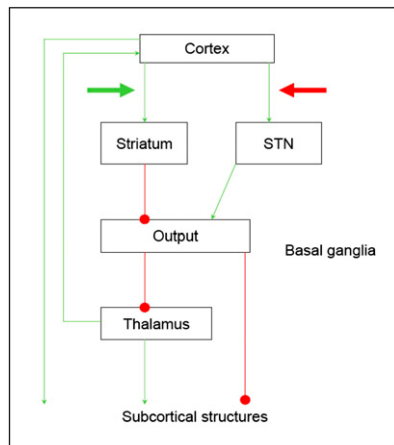 Cortex
Striatum
STN
Output
Basal ganglia
Thalamus
Subcortical structures